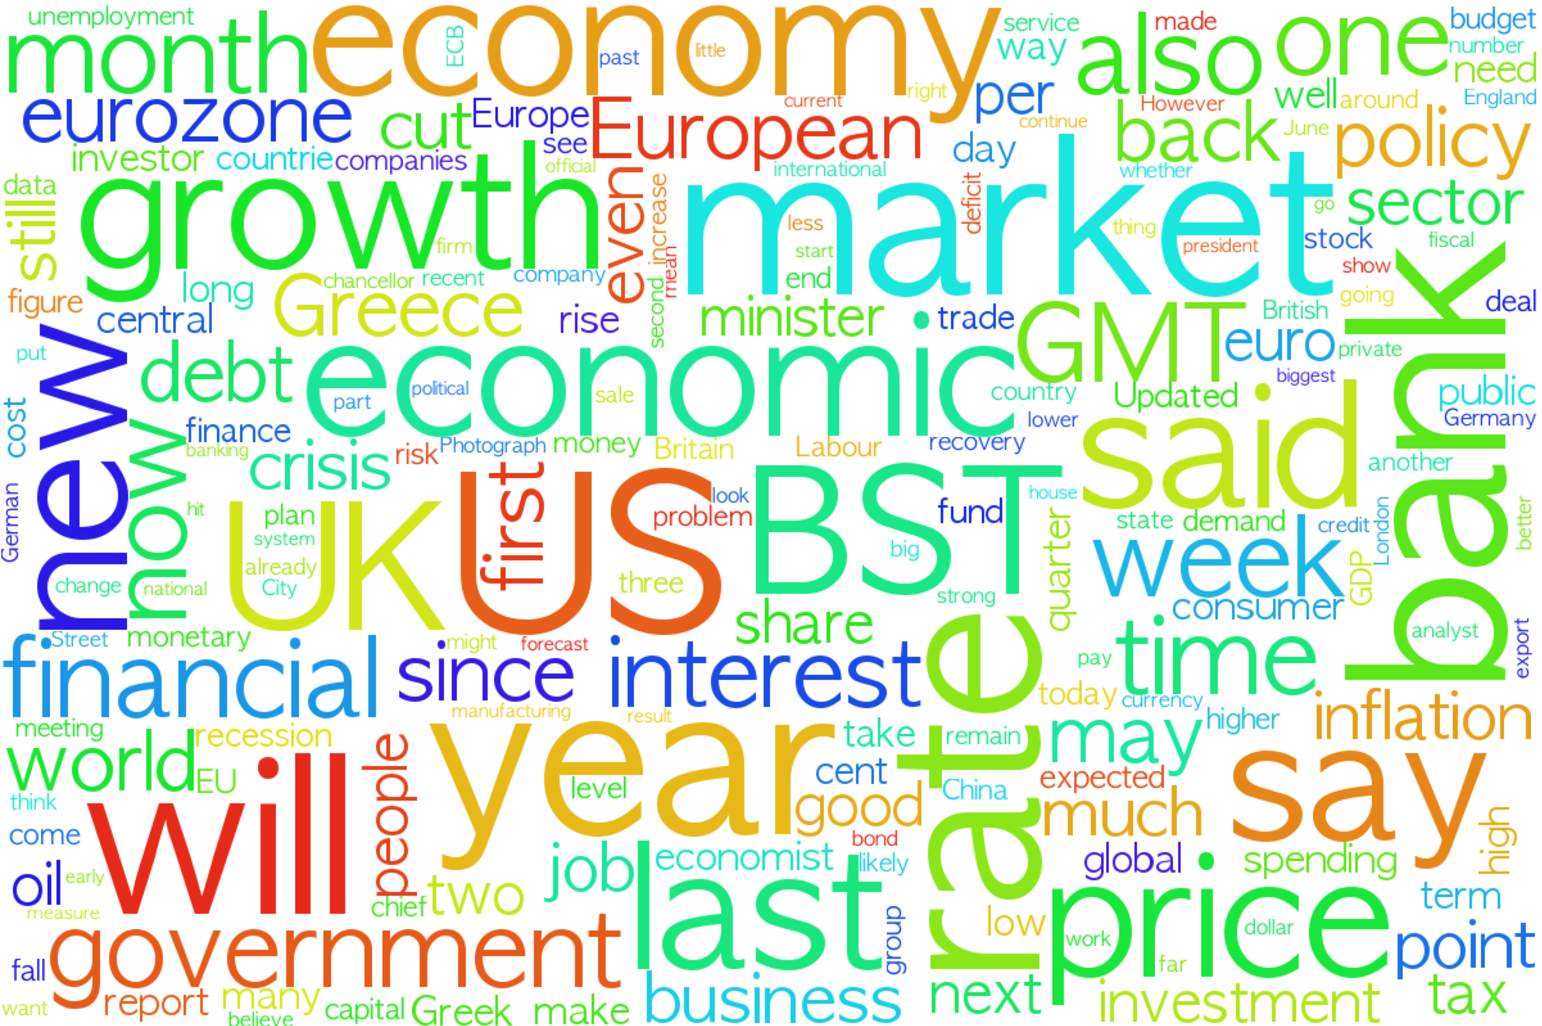 unemployment
month
economy
ECB
past
little
service
way
made
also
one
budget
number
need
eurozone
cut
Europe
see
European
current
right
continue
per
However
back
well
around
England
June
policy
investor
countrie
companies
official
day
international
whether
data
still
growth
firm
even
increase
mean
second
market
less
start
deficit
thing
president
go
sector
stock
fiscal
show
going
bank
figure
long
chancellor
recent
company
end
deal
central
Greece
rise
minister
trade
GMT
British
euro
private
put
new
debt
economic
political
part
sale
country
Updated
biggest
public
Germany
cost
now
finance
banking
crisis
risk
Photograph
money
Britain
Labour
recovery
lower
said
another
German
hit
UK
US
first
look
problem
BST
big
fund
house
quarter
state
demand
credit
London
better
plan
system
already
City
three
week
GDP
change
national
strong
consumer
Street
monetary
might
forecast
share
rate
pay
time
analyst
export
financial
since
interest
manufacturing
result
today
currency
higher
inflation
meeting
recession
world
EU
year
level
take
remain
may
cent
China
expected
say
think
will
people
good
much
high
come
bond
job
economist
likely
global
spending
oil
early
measure
chief
two
last
group
low
price
work
dollar
far
term
point
government
fall
want
report
many
believe
capital
Greek
make
business
next
investment
tax